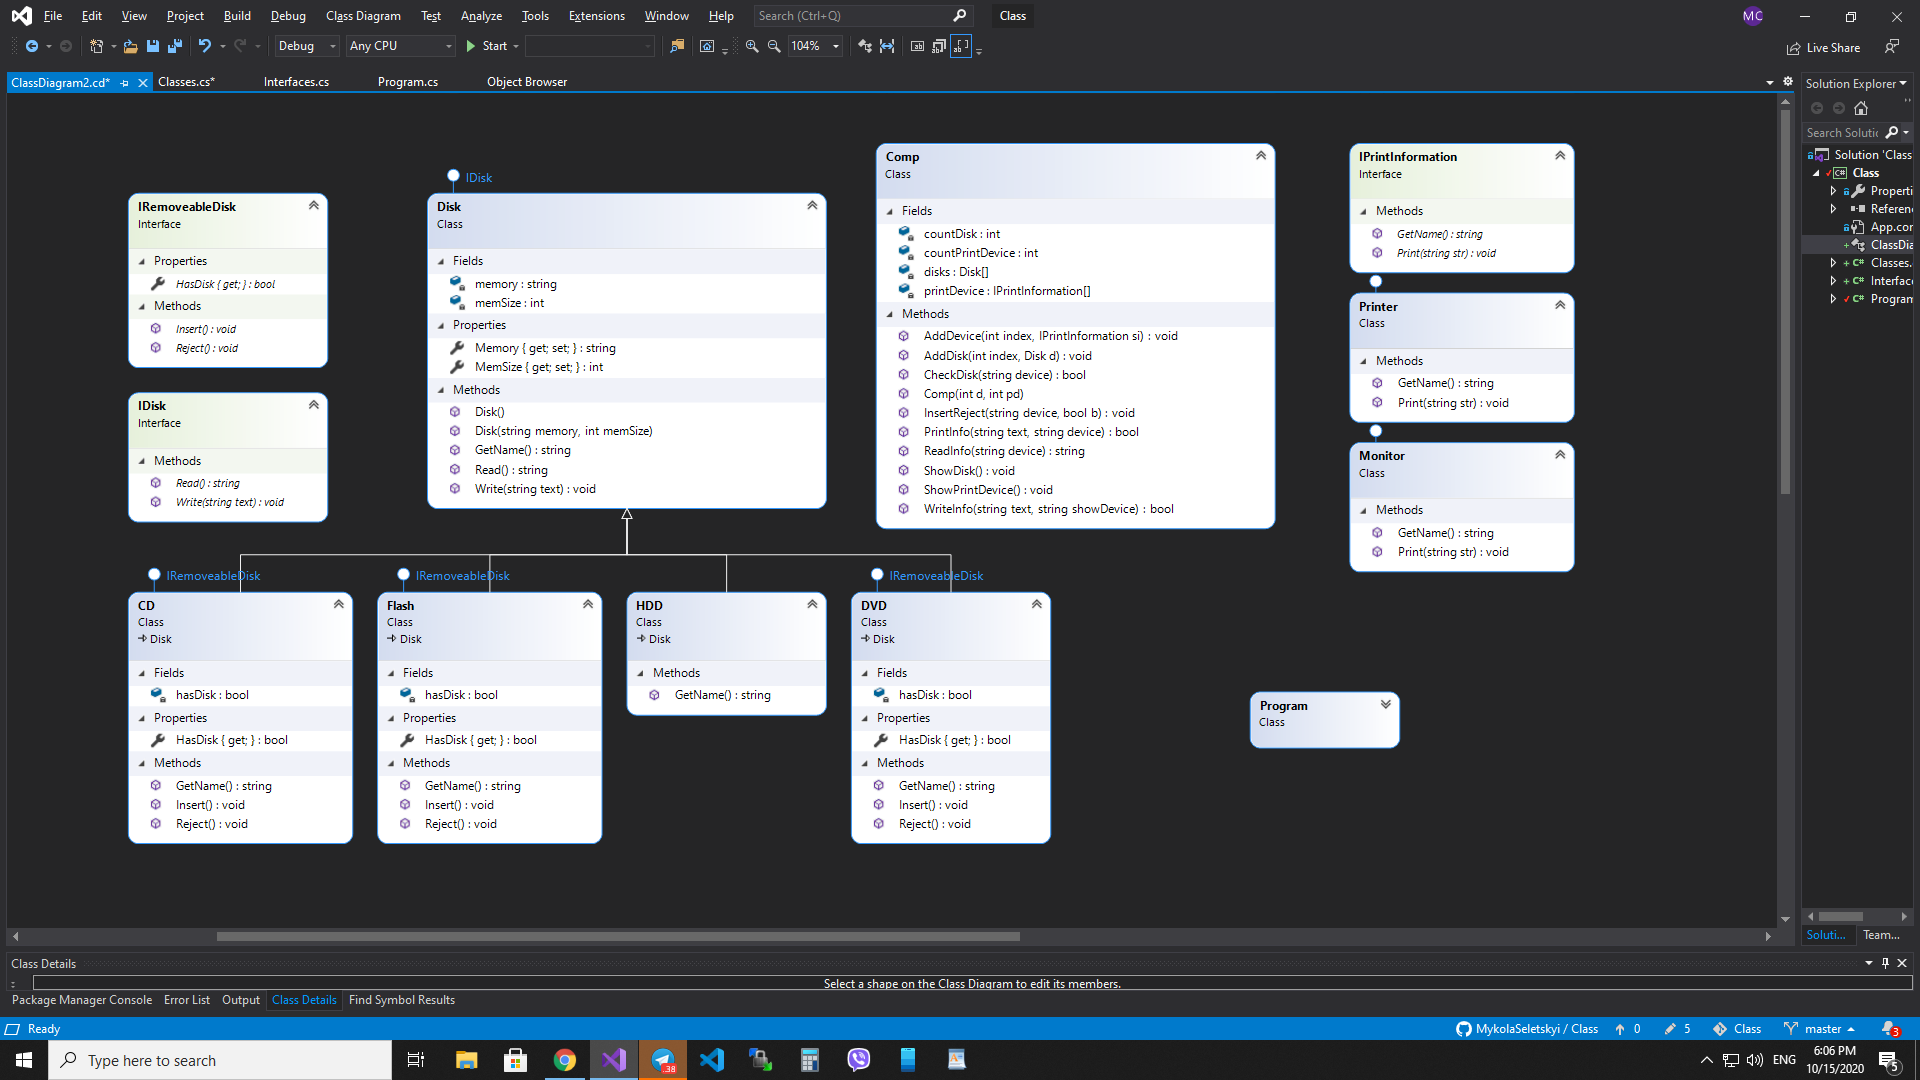 File Edit View Project Build Debug Class Diagram Test Analyze Tools Extensions Window Help Search (Ctrl+Q) Class MC
Debug Any CPU Start 104% Live Share
ClassDiagram2.cd* Classes.cs* Interfaces.cs Program.cs Object Browser
IRemoveableDisk
Interface
Properties
HasDisk { get; } : bool
Methods
Insert() : void
Reject() : void
IDisk
Interface
Methods
Read() : string
Write(string text) : void
IDisk
Disk
Class
Fields
memory : string
memSize : int
Properties
Memory { get; set; } : string
MemSize { get; set; } : int
Methods
Disk()
Disk(string memory, int memSize)
GetName() : string
Read() : string
Write(string text) : void
Comp
Class
Fields
countDisk : int
countPrintDevice : int
disks : Disk[]
printDevice : IPrintInformation[]
Methods
AddDevice(int index, IPrintInformation si) : void
AddDisk(int index, Disk d) : void
CheckDisk(string device) : bool
Comp(int d, int pd)
InsertReject(string device, bool b) : void
PrintInfo(string text, string device) : bool
ReadInfo(string device) : string
ShowDisk() : void
ShowPrintDevice() : void
WriteInfo(string text, string showDevice) : bool
IPrintInformation
Interface
Methods
GetName() : string
Print(string str) : void
Printer
Class
Methods
GetName() : string
Print(string str) : void
Monitor
Class
Methods
GetName() : string
Print(string str) : void
IRemoveableDisk
CD
Class
Disk
Fields
hasDisk : bool
Properties
HasDisk { get; } : bool
Methods
GetName() : string
Insert() : void
Reject() : void
IRemoveableDisk
Flash
Class
Disk
Fields
hasDisk : bool
Properties
HasDisk { get; } : bool
Methods
GetName() : string
Insert() : void
Reject() : void
HDD
Class
Disk
Methods
GetName() : string
IRemoveableDisk
DVD
Class
Disk
Fields
hasDisk : bool
Properties
HasDisk { get; } : bool
Methods
GetName() : string
Insert() : void
Reject() : void
Program
Class
Solution Explorer
Search Solutic
Solution 'Class
C# Class
Properti
Referen
App.cor
ClassDia
C# Classes.
C# Interface
C# Program
Soluti... Team...
Class Details
Select a shape on the Class Diagram to edit its members.
Package Manager Console Error List Output Class Details Find Symbol Results
Ready MykolaSeletskyi / Class 0 5 Class master 3
Type here to search .38 ENG 6:06 PM
10/15/2020 5